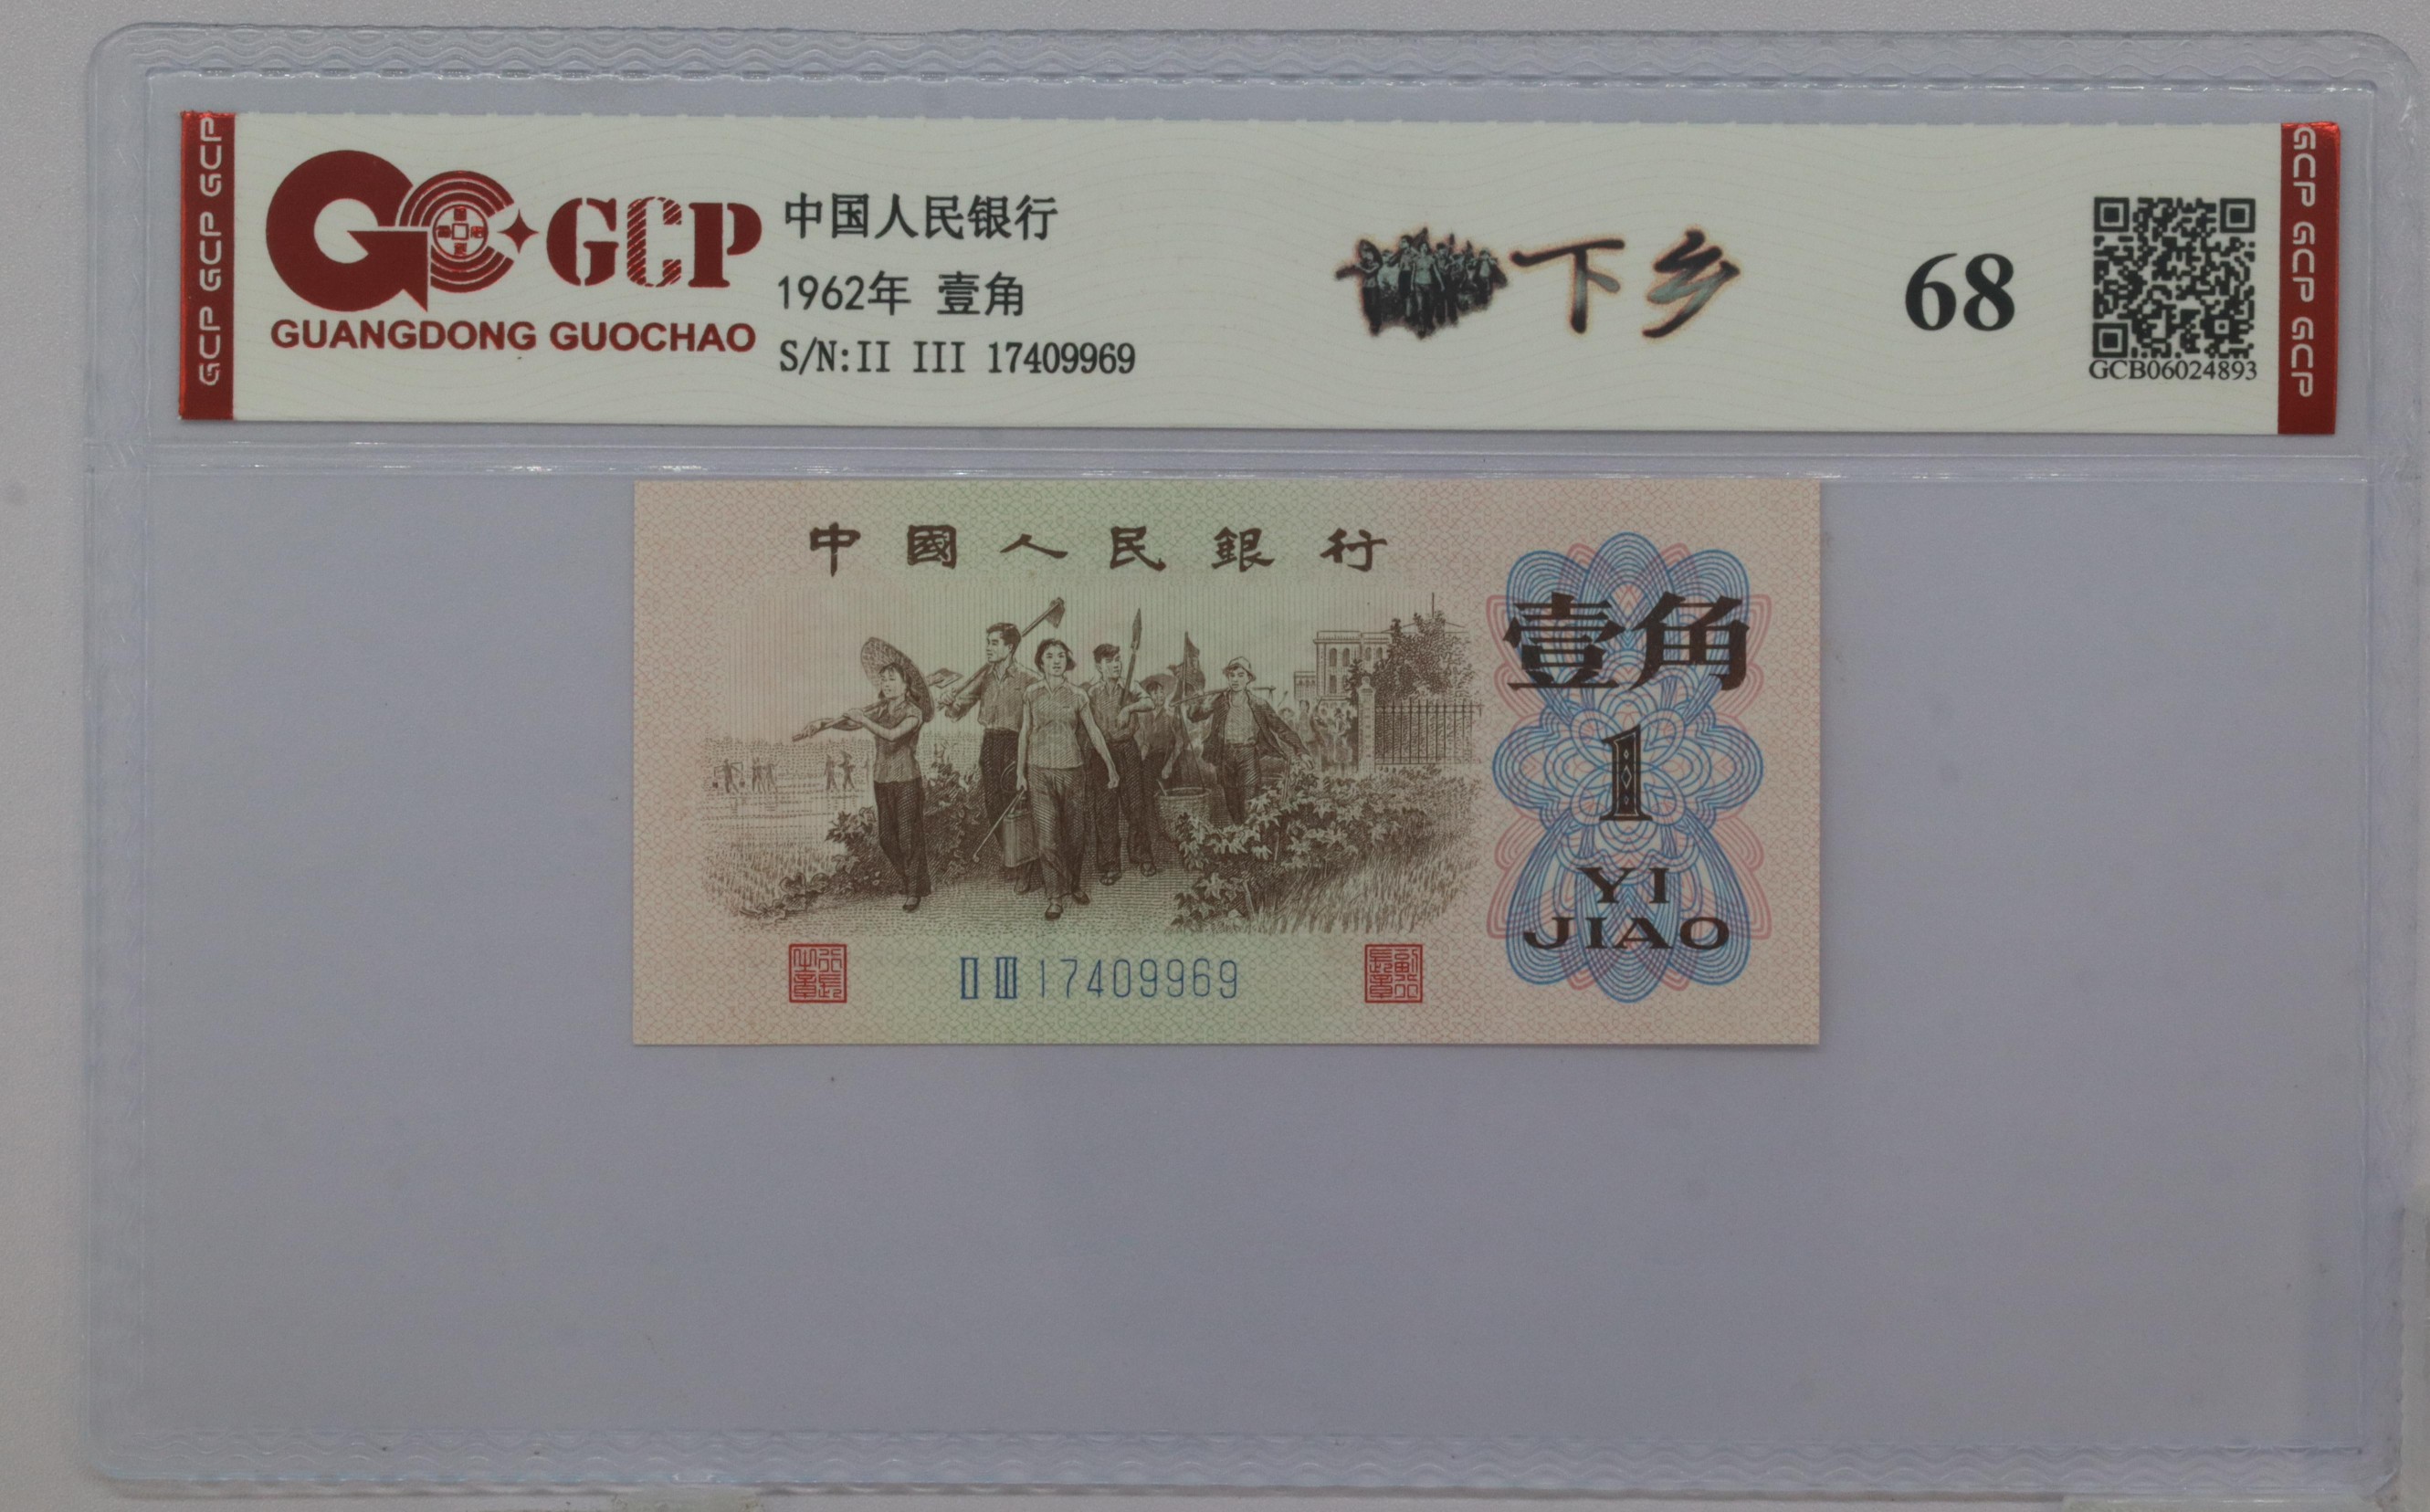 GCP GCP GCP
GCP
GUANGDONG GUOCHAO
中国人民银行
1962年 壹角
S/N:II III 17409969
下乡
68
GCB06024893
GCP GCP GCP
中國人民銀行
壹角
1
YI
JIAO
II III 17409969